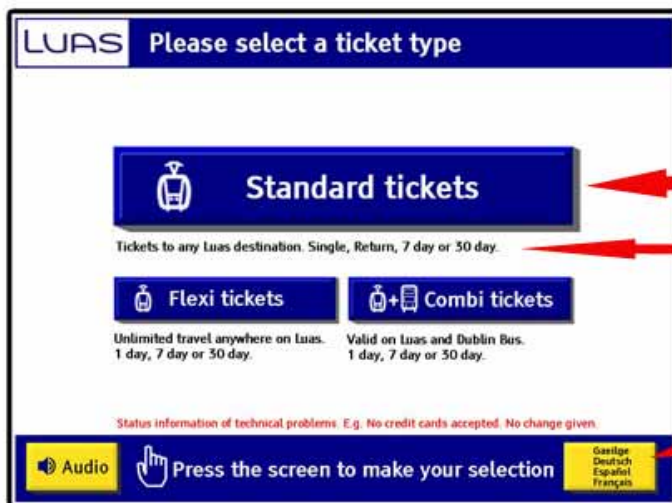 LUAS Please select a ticket type
Standard tickets
Tickets to any Luas destination. Single, Return, 7 day or 30 day.
Flexi tickets
Unlimited travel anywhere on Luas.
1 day, 7 day or 30 day.
+ Combi tickets
Valid on Luas and Dublin Bus.
1 day, 7 day or 30 day.
Status information of technical problems. E.g. No credit cards accepted. No change given.
Audio
Press the screen to make your selection
Gaeilge
Deutsch
Español
Français